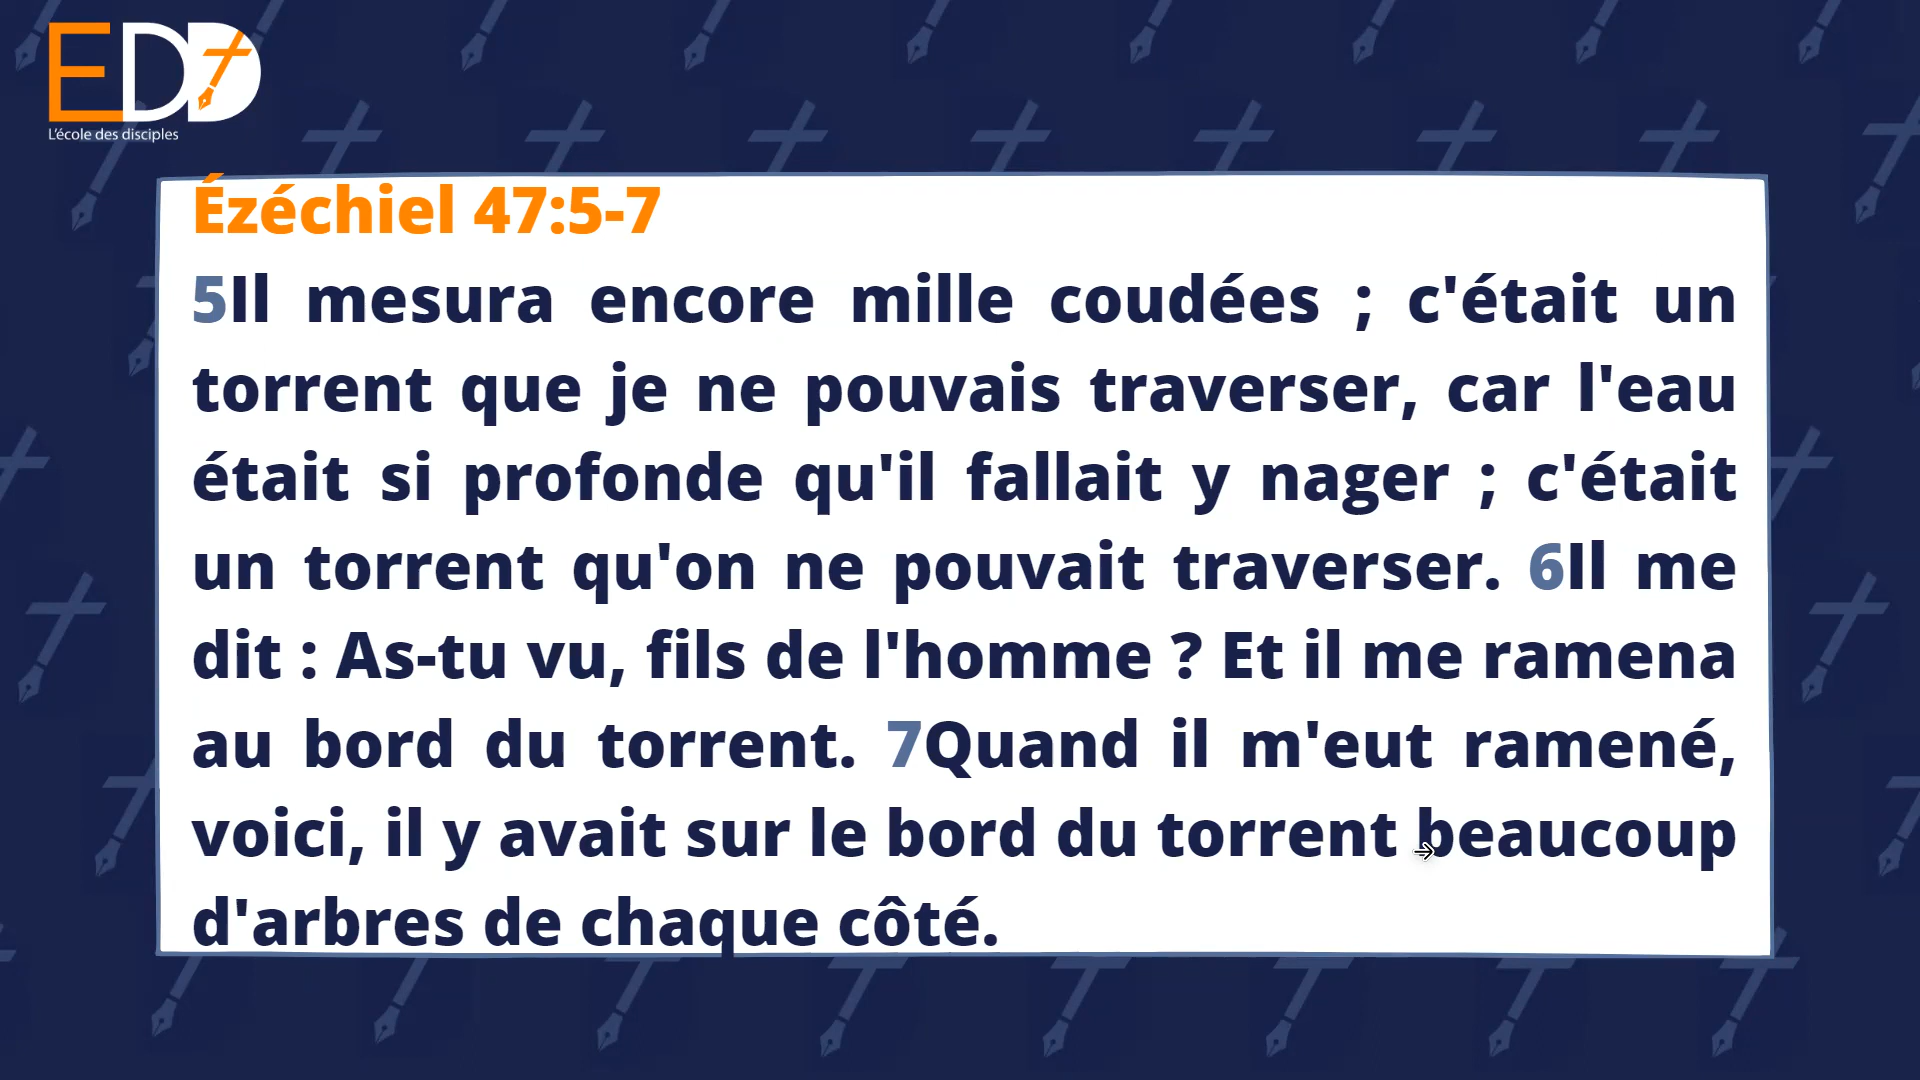 EDD
L'école des disciples
Ézéchiel 47:5-7
5Il mesura encore mille coudées ; c'était un
torrent que je ne pouvais traverser, car l'eau
était si profonde qu'il fallait y nager ; c'était
un torrent qu'on ne pouvait traverser. 6Il me
dit : As-tu vu, fils de l'homme ? Et il me ramena
au bord du torrent. 7Quand il m'eut ramené,
voici, il y avait sur le bord du torrent beaucoup
d'arbres de chaque côté.